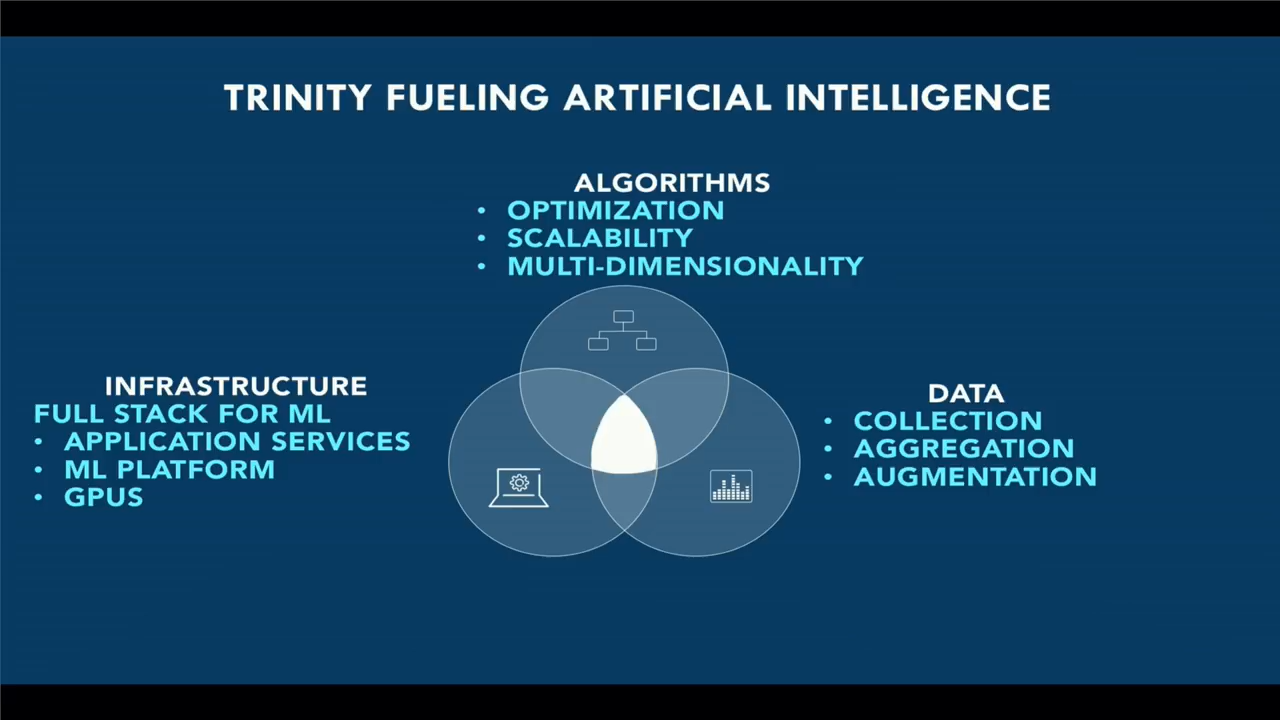 TRINITY FUELING ARTIFICIAL INTELLIGENCE
ALGORITHMS
• OPTIMIZATION
• SCALABILITY
• MULTI-DIMENSIONALITY
INFRASTRUCTURE
FULL STACK FOR ML
• APPLICATION SERVICES
• ML PLATFORM
• GPUS
DATA
• COLLECTION
• AGGREGATION
• AUGMENTATION